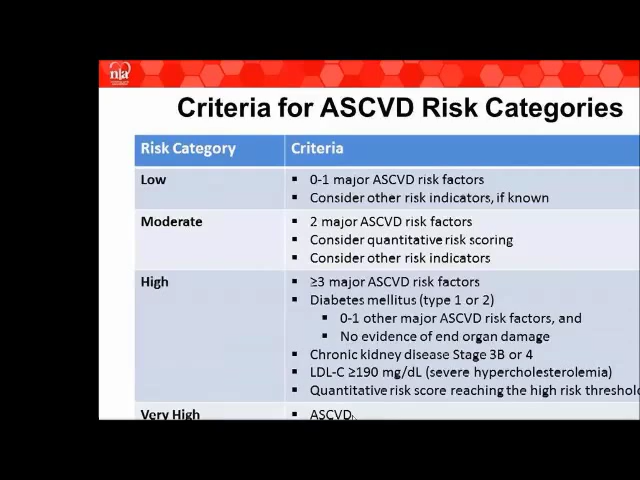 nla
Criteria for ASCVD Risk Categories
Risk Category Criteria
Low ▪ 0-1 major ASCVD risk factors
▪ Consider other risk indicators, if known
Moderate ▪ 2 major ASCVD risk factors
▪ Consider quantitative risk scoring
▪ Consider other risk indicators
High ▪ ≥3 major ASCVD risk factors
▪ Diabetes mellitus (type 1 or 2)
▪ 0-1 other major ASCVD risk factors, and
▪ No evidence of end organ damage
▪ Chronic kidney disease Stage 3B or 4
▪ LDL-C ≥190 mg/dL (severe hypercholesterolemia)
▪ Quantitative risk score reaching the high risk threshold
Very High ▪ ASCVD